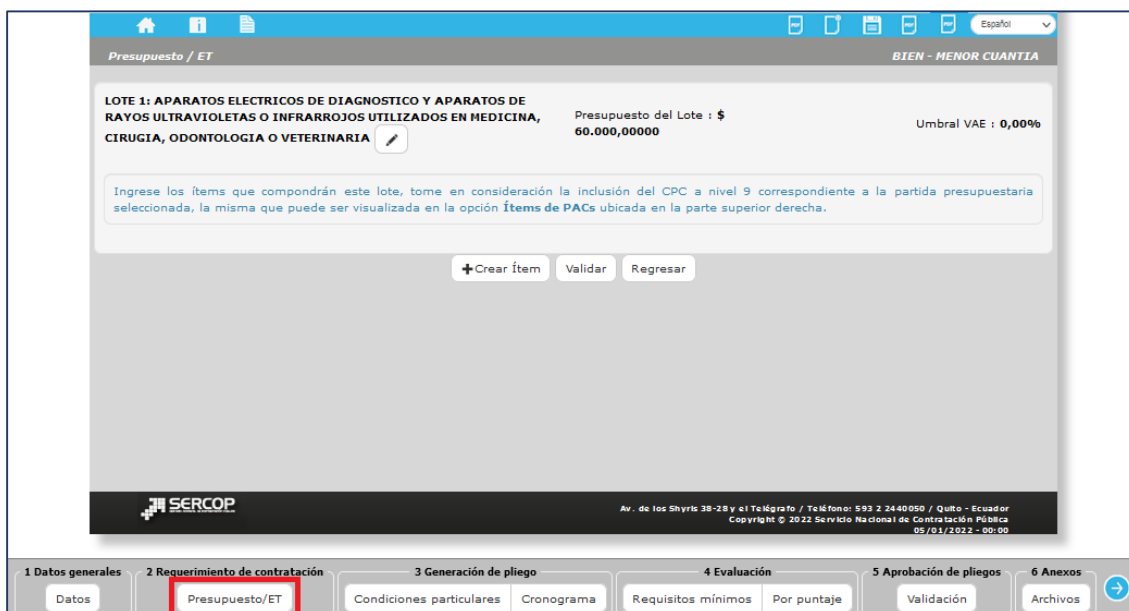 Español
Presupuesto / ET
BIEN - MENOR CUANTIA
LOTE 1: APARATOS ELECTRICOS DE DIAGNOSTICO Y APARATOS DE
RAYOS ULTRAVIOLETAS O INFRARROJOS UTILIZADOS EN MEDICINA,
CIRUGIA, ODONTOLOGIA O VETERINARIA
Presupuesto del Lote : $
60.000,00000
Umbral VAE : 0,00%
Ingrese los ítems que compondrán este lote, tome en consideración la inclusión del CPC a nivel 9 correspondiente a la partida presupuestaria
seleccionada, la misma que puede ser visualizada en la opción Ítems de PACs ubicada en la parte superior derecha.
+Crear Ítem
Validar
Regresar
SERCOP
Av. de los Shyris 38-28 y el Telégrafo / Teléfono: 593 2 2440050 / Quito - Ecuador
Copyright © 2022 Servicio Nacional de Contratación Pública
05/01/2022 - 00:00
1 Datos generales
Datos
2 Requerimiento de contratación
Presupuesto/ET
3 Generación de pliego
Condiciones particulares
Cronograma
4 Evaluación
Requisitos mínimos
Por puntaje
5 Aprobación de pliegos
Validación
6 Anexos
Archivos